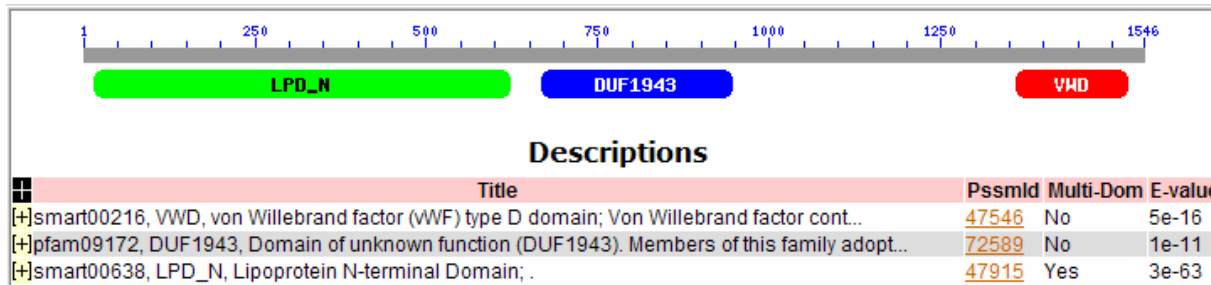 1 250 500 750 1000 1250 1546
LPD_N DUF1943 VWD
Descriptions
Title PssmId Multi-Dom E-value
[+]smart00216, VWD, von Willebrand factor (vWF) type D domain; Von Willebrand factor cont... 47546 No 5e-16
[+]pfam09172, DUF1943, Domain of unknown function (DUF1943). Members of this family adopt... 72589 No 1e-11
[+]smart00638, LPD_N, Lipoprotein N-terminal Domain; . 47915 Yes 3e-63